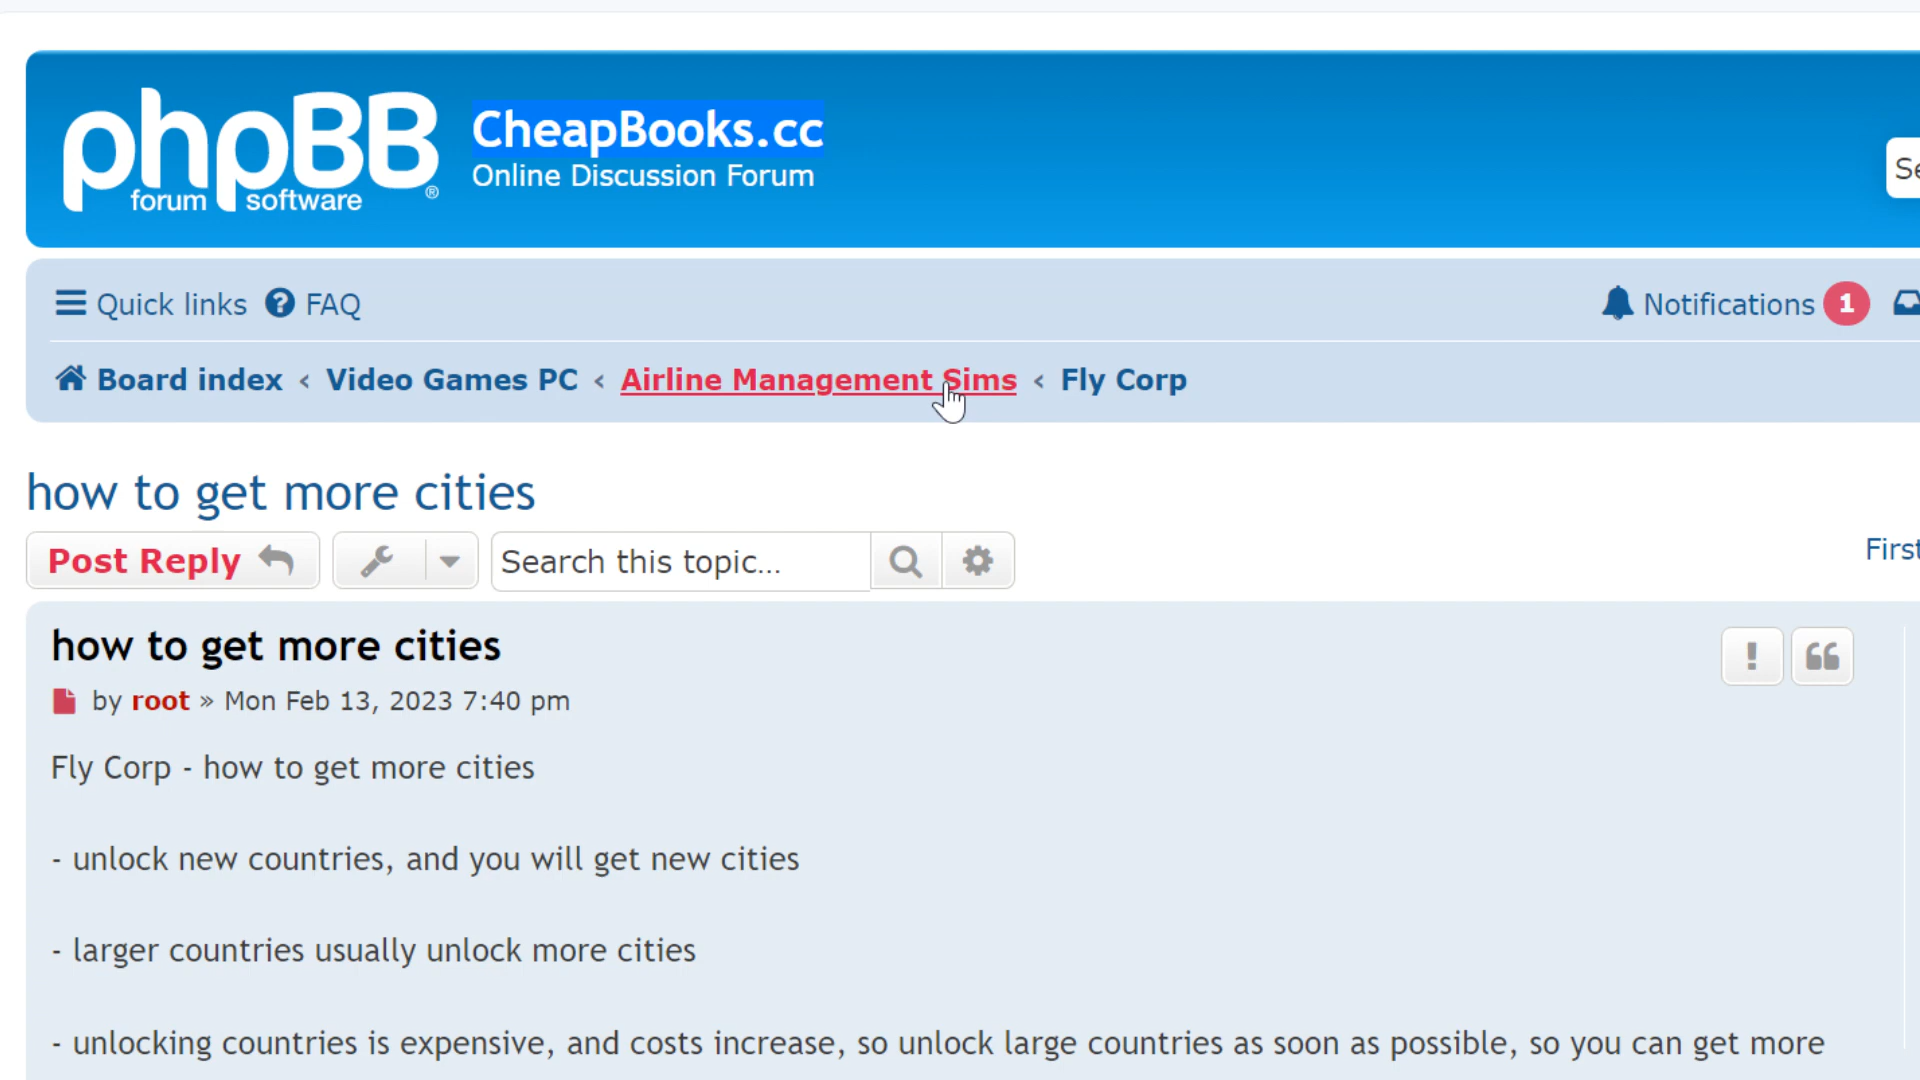 phpBB®
forum software
CheapBooks.cc
Online Discussion Forum
Quick links ? FAQ
Notifications 1
Board index ‹ Video Games PC ‹ Airline Management Sims ‹ Fly Corp
how to get more cities
Post Reply
Search this topic...
First
how to get more cities
by root » Mon Feb 13, 2023 7:40 pm
Fly Corp - how to get more cities
- unlock new countries, and you will get new cities
- larger countries usually unlock more cities
- unlocking countries is expensive, and costs increase, so unlock large countries as soon as possible, so you can get more